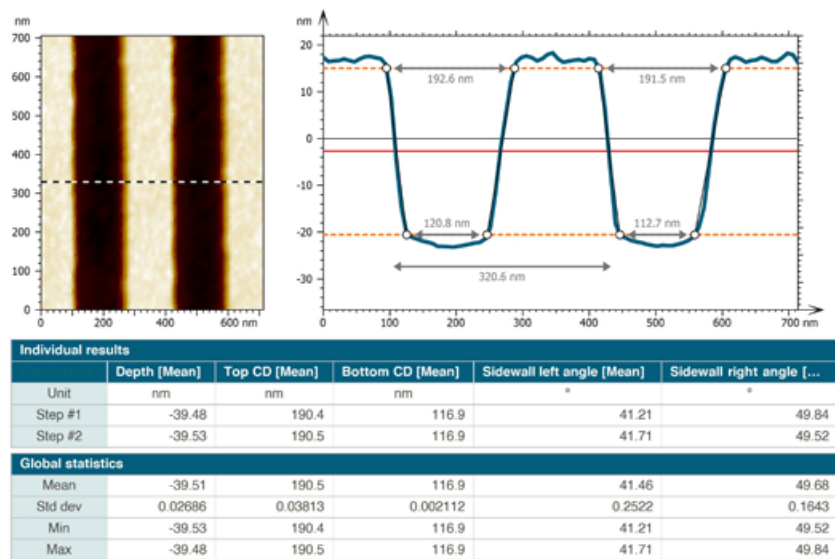 nm
700
600
500
400
300
200
100
0
0 200 400 600 nm
nm
20
10
0
-10
-20
-30
192.6 nm 191.5 nm
120.8 nm 112.7 nm
320.6 nm
0 100 200 300 400 500 600 700 nm
Individual results
Depth [Mean] Top CD [Mean] Bottom CD [Mean] Sidewall left angle [Mean] Sidewall right angle [...
Unit nm nm nm ° °
Step #1 -39.48 190.4 116.9 41.21 49.84
Step #2 -39.53 190.5 116.9 41.71 49.52
Global statistics
Mean -39.51 190.5 116.9 41.46 49.68
Std dev 0.02686 0.03813 0.002112 0.2522 0.1643
Min -39.53 190.4 116.9 41.21 49.52
Max -39.48 190.5 116.9 41.71 49.84